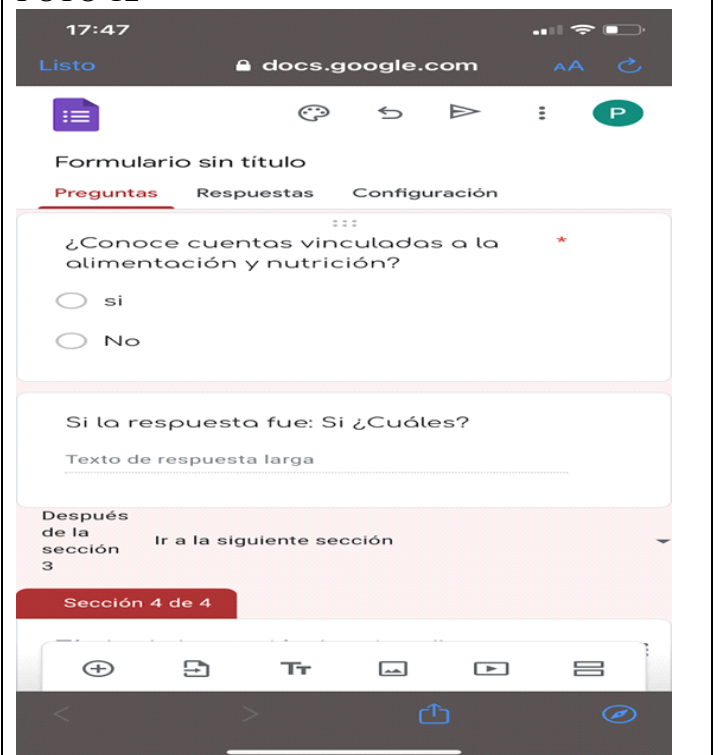 17:47
Listo docs.google.com AA
P
Formulario sin título
Preguntas Respuestas Configuración
¿Conoce cuentas vinculadas a la *
alimentación y nutrición?
si
No
Si la respuesta fue: Si ¿Cuáles?
Texto de respuesta larga
Después
de la
sección
3
Ir a la siguiente sección
Sección 4 de 4
Tт